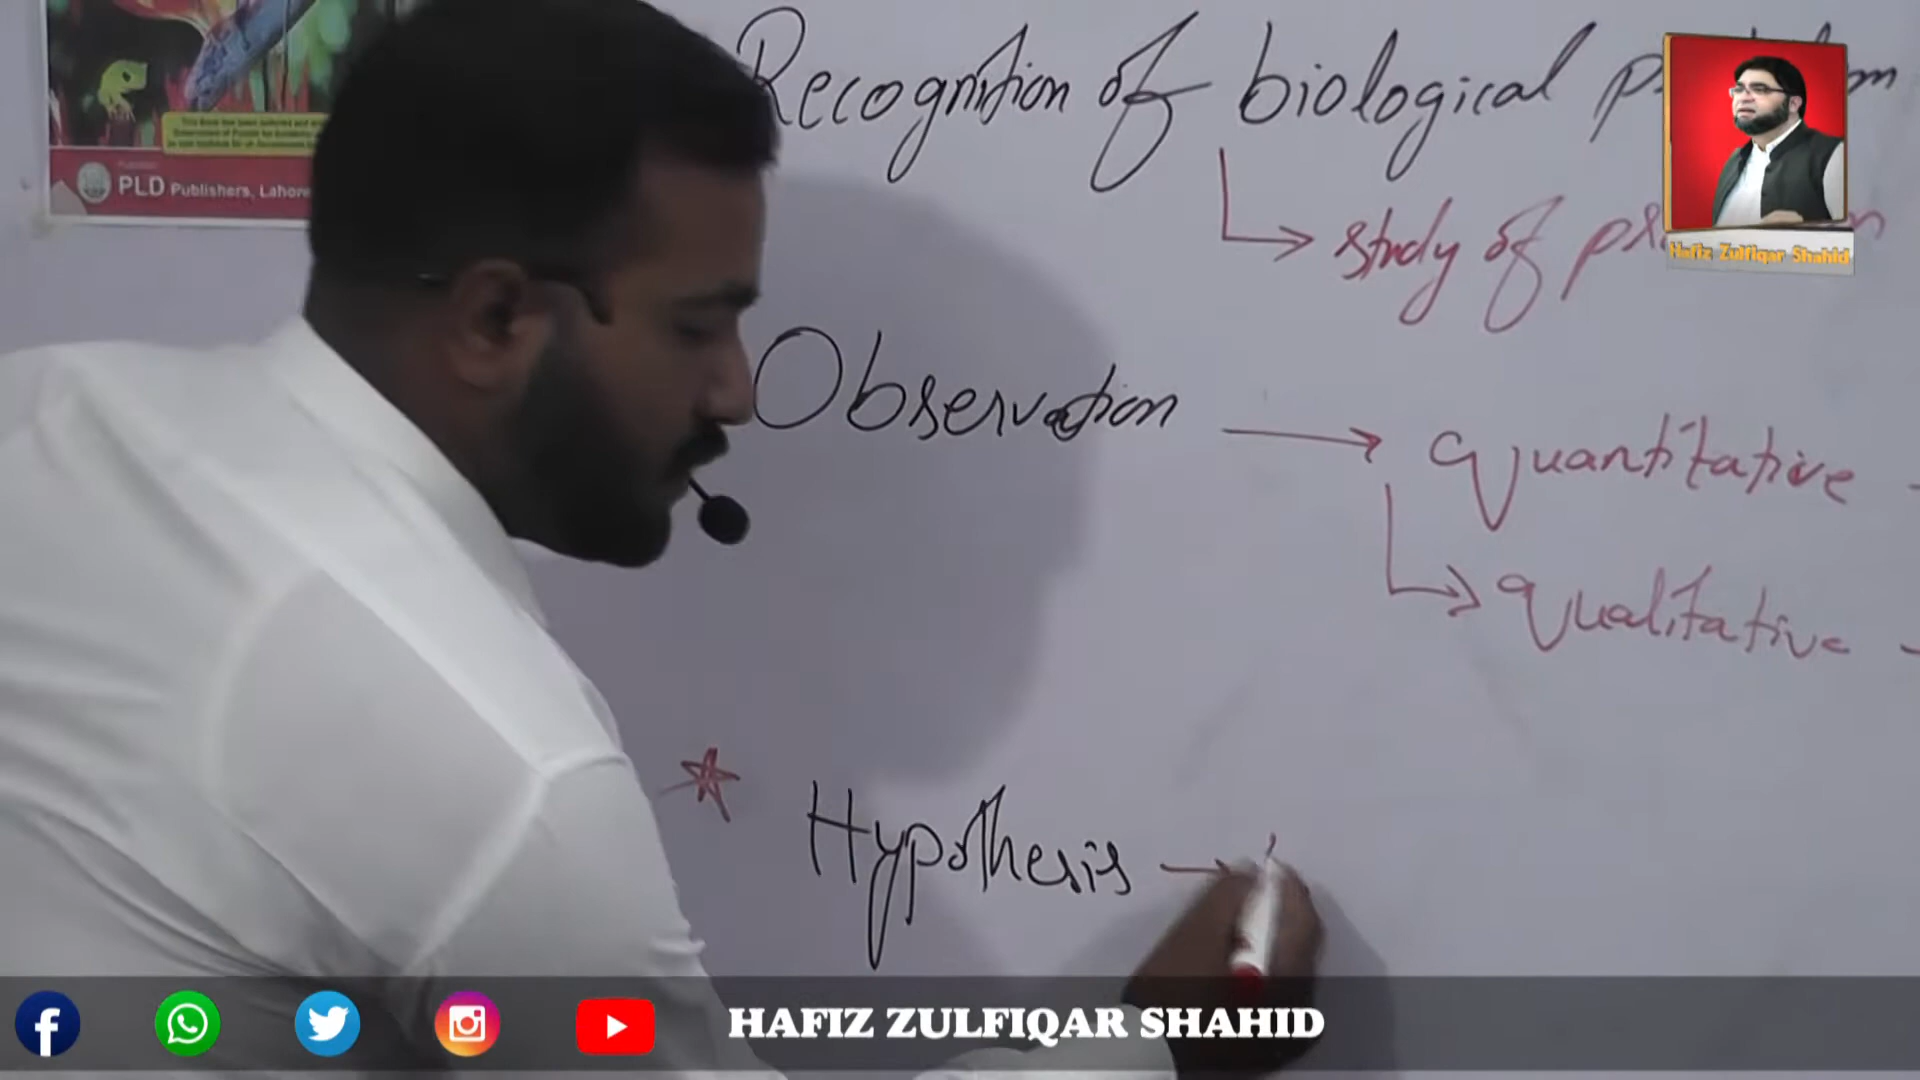 Recognition of biological
study of
Observation → quantitative
qualitative
Hypothesis →
PLD Publishers, Lahore
Hafiz Zulfiqar Shahid
HAFIZ ZULFIQAR SHAHID